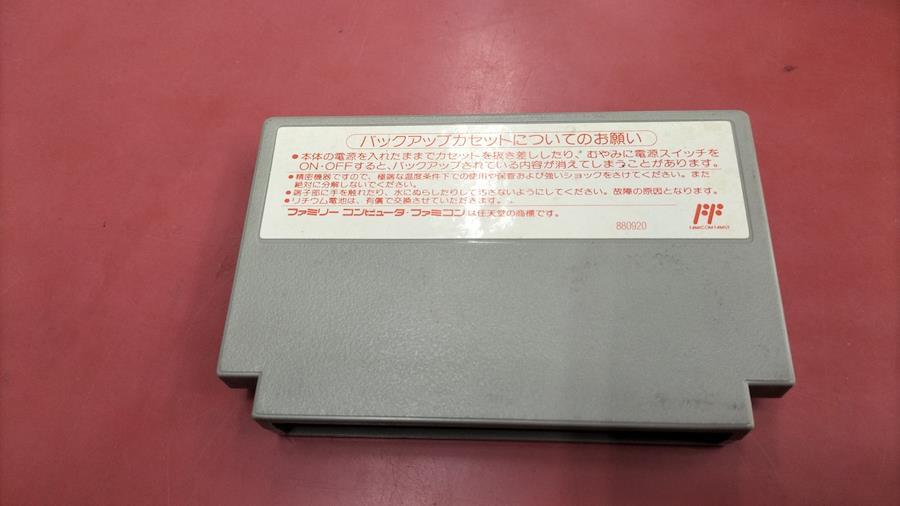 バックアップカセットについてのお願い
●本体の電源を入れたままでカセットを抜き差ししたり、むやみに電源スイッチを
ON・OFFすると、バックアップされている内容が消えてしまうことがあります。
●精密機器ですので、極端な温度条件下での使用や保管および強いショックをさけてください。また
絶対に分解しないでください。
●端子部に手を触れたり、水にぬらしたりして汚さないようにしてください。故障の原因となります。
●リチウム電池は、有償で交換させていただきます。
ファミリー コンピュータ・ファミコンは任天堂の商標です。
880920
FAMICOM FAMILY